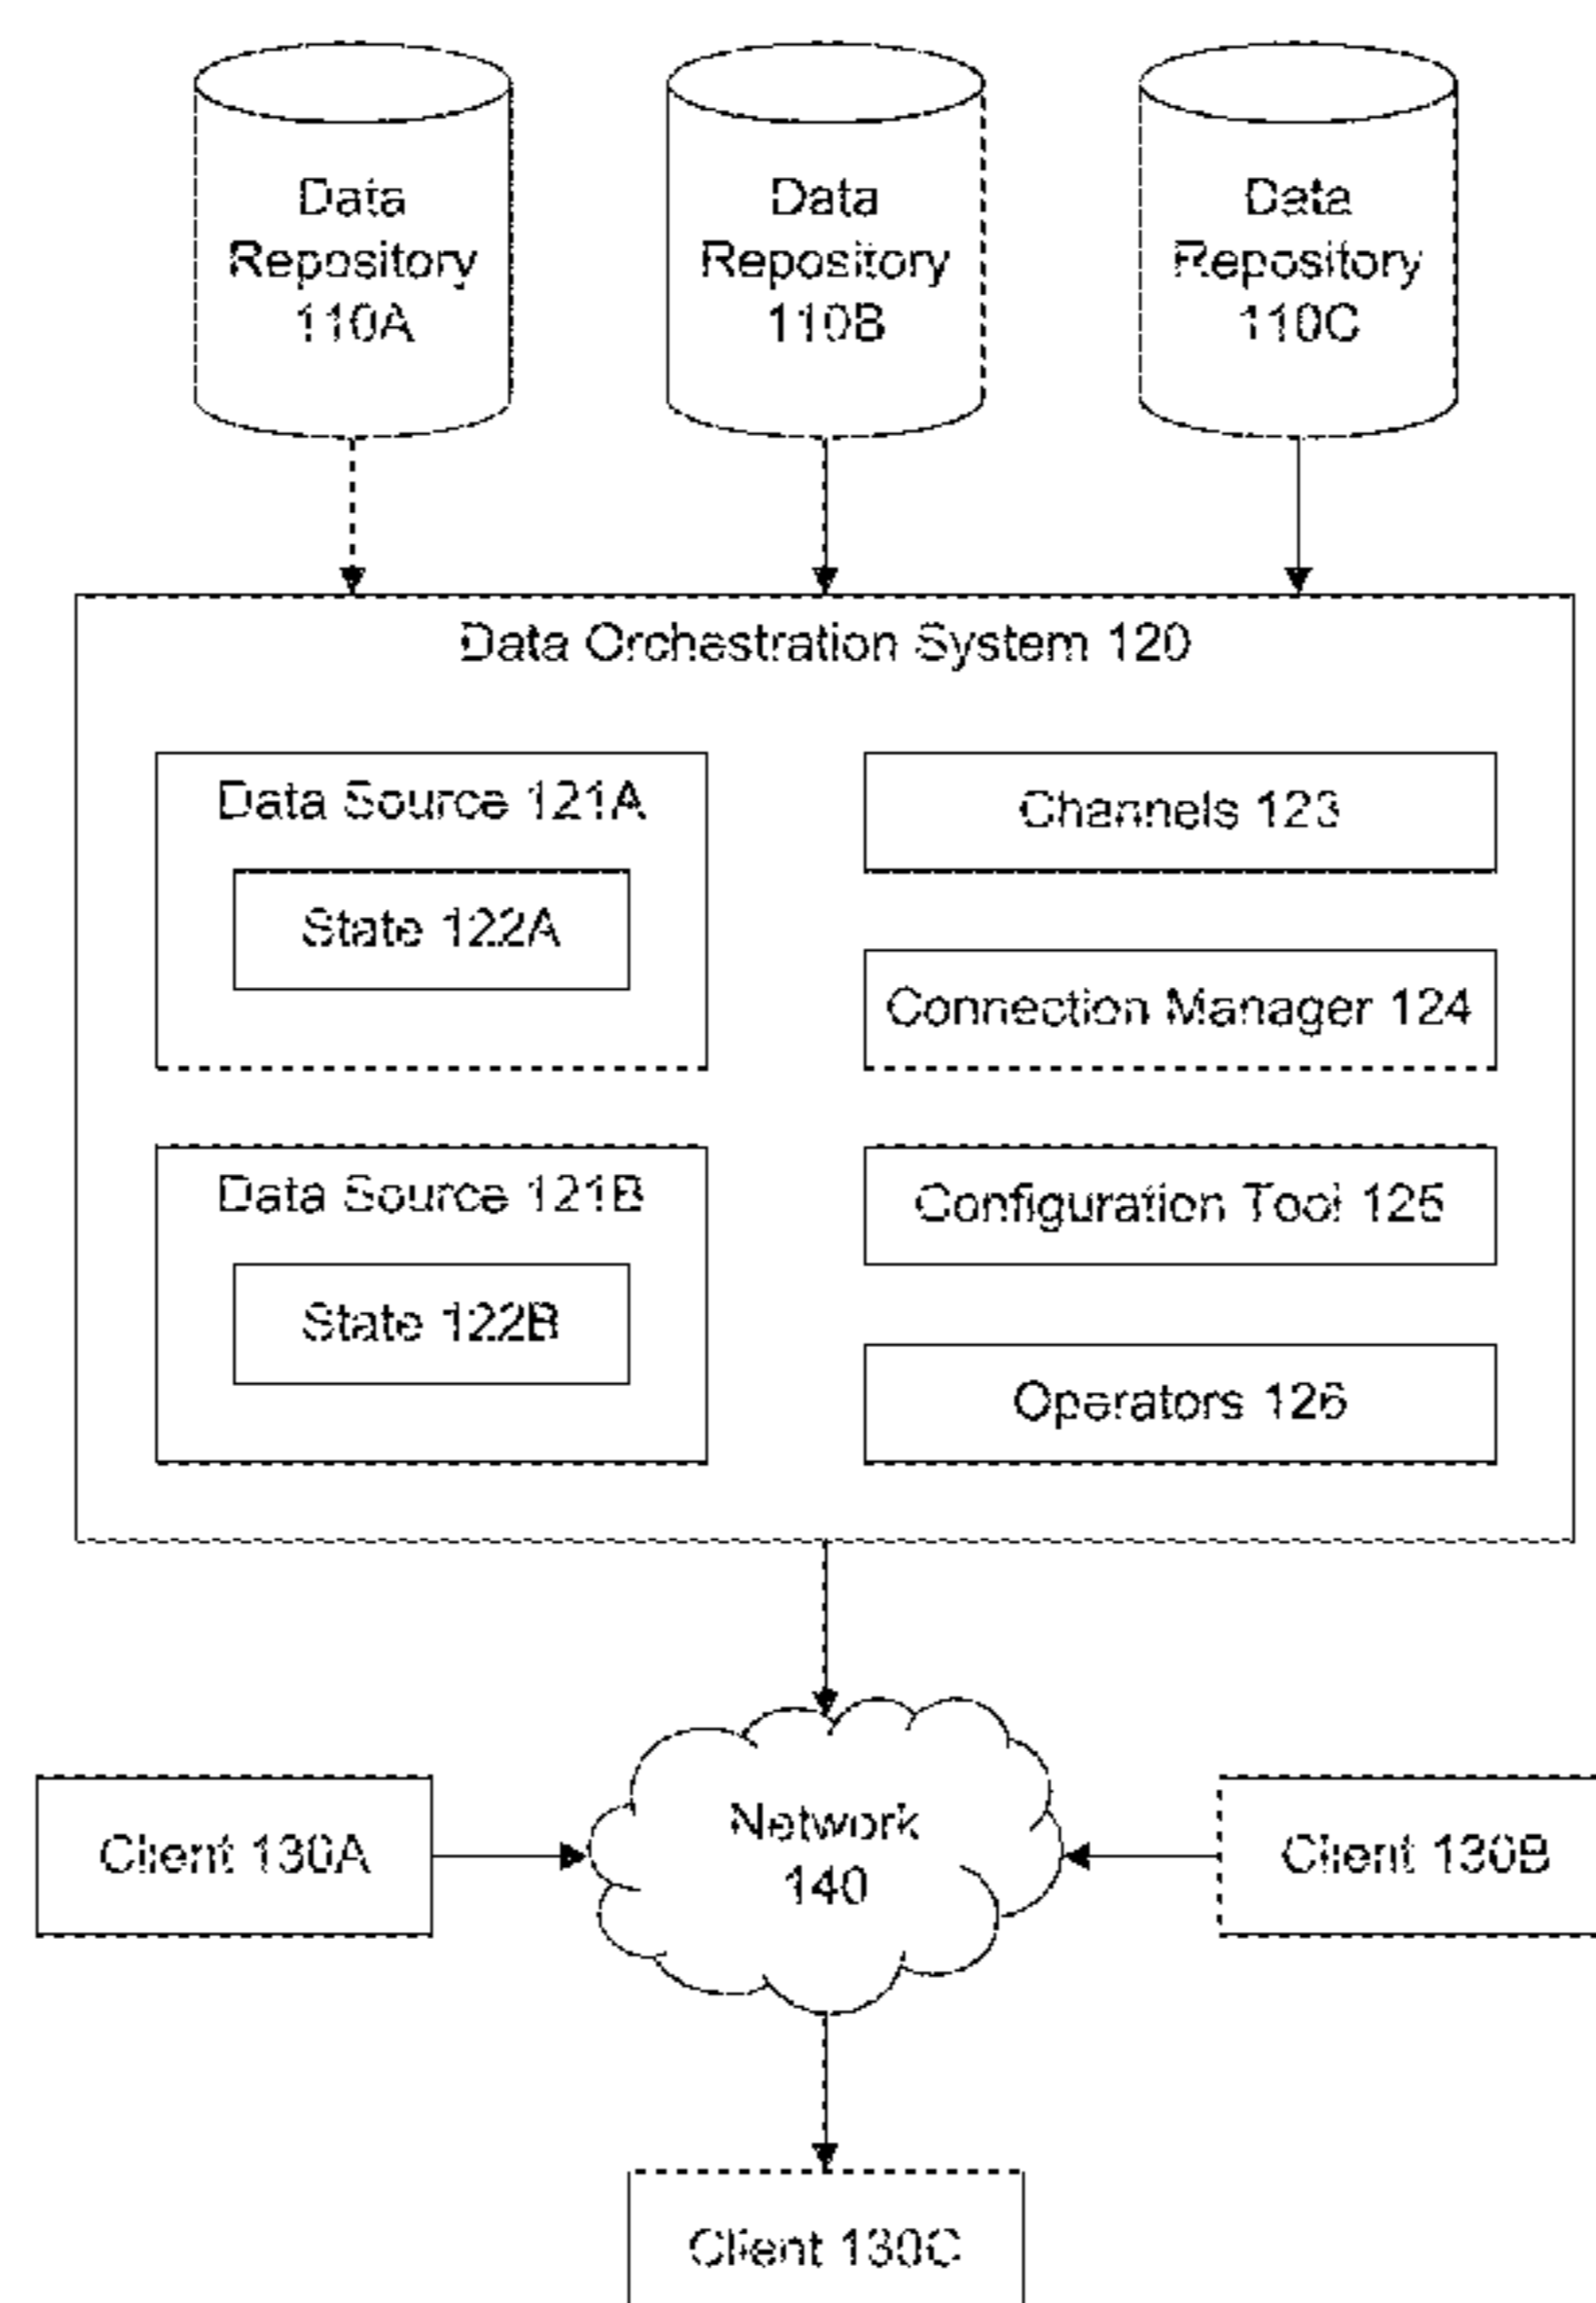 Data
Repository
110A
Data
Repository
110B
Data
Repository
110C
Data Orchestration System 120
Data Source 121A
State 122A
Channels 123
Connection Manager 124
Data Source 121B
State 122B
Configuration Tool 125
Operators 126
Network
140
Client 130A
Client 130B
Client 130C